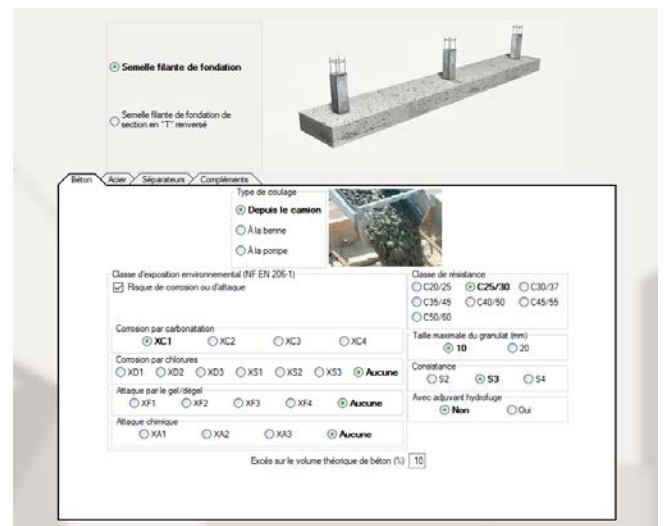 Semelle filante de fondation
Semelle filante de fondation de
section en "T" renversé
Béton Acier Séparateurs Compléments
Type de coulage
Depuis le camion
À la benne
À la pompe
Classe d'exposition environnemental (NF EN 206-1)
Risque de corrosion ou d'attaque
Corrosion par carbonatation
XC1 XC2 XC3 XC4
Corrosion par chlorures
XD1 XD2 XD3 XS1 XS2 XS3 Aucune
Attaque par le gel/dégel
XF1 XF2 XF3 XF4 Aucune
Attaque chimique
XA1 XA2 XA3 Aucune
Classe de résistance
C20/25 C25/30 C30/37
C35/45 C40/50 C45/55
C50/60
Taille maximale du granulat (mm)
10 20
Consistance
S2 S3 S4
Avec adjuvant hydrofuge
Non Oui
Excés sur le volume théorique de béton (%) 10